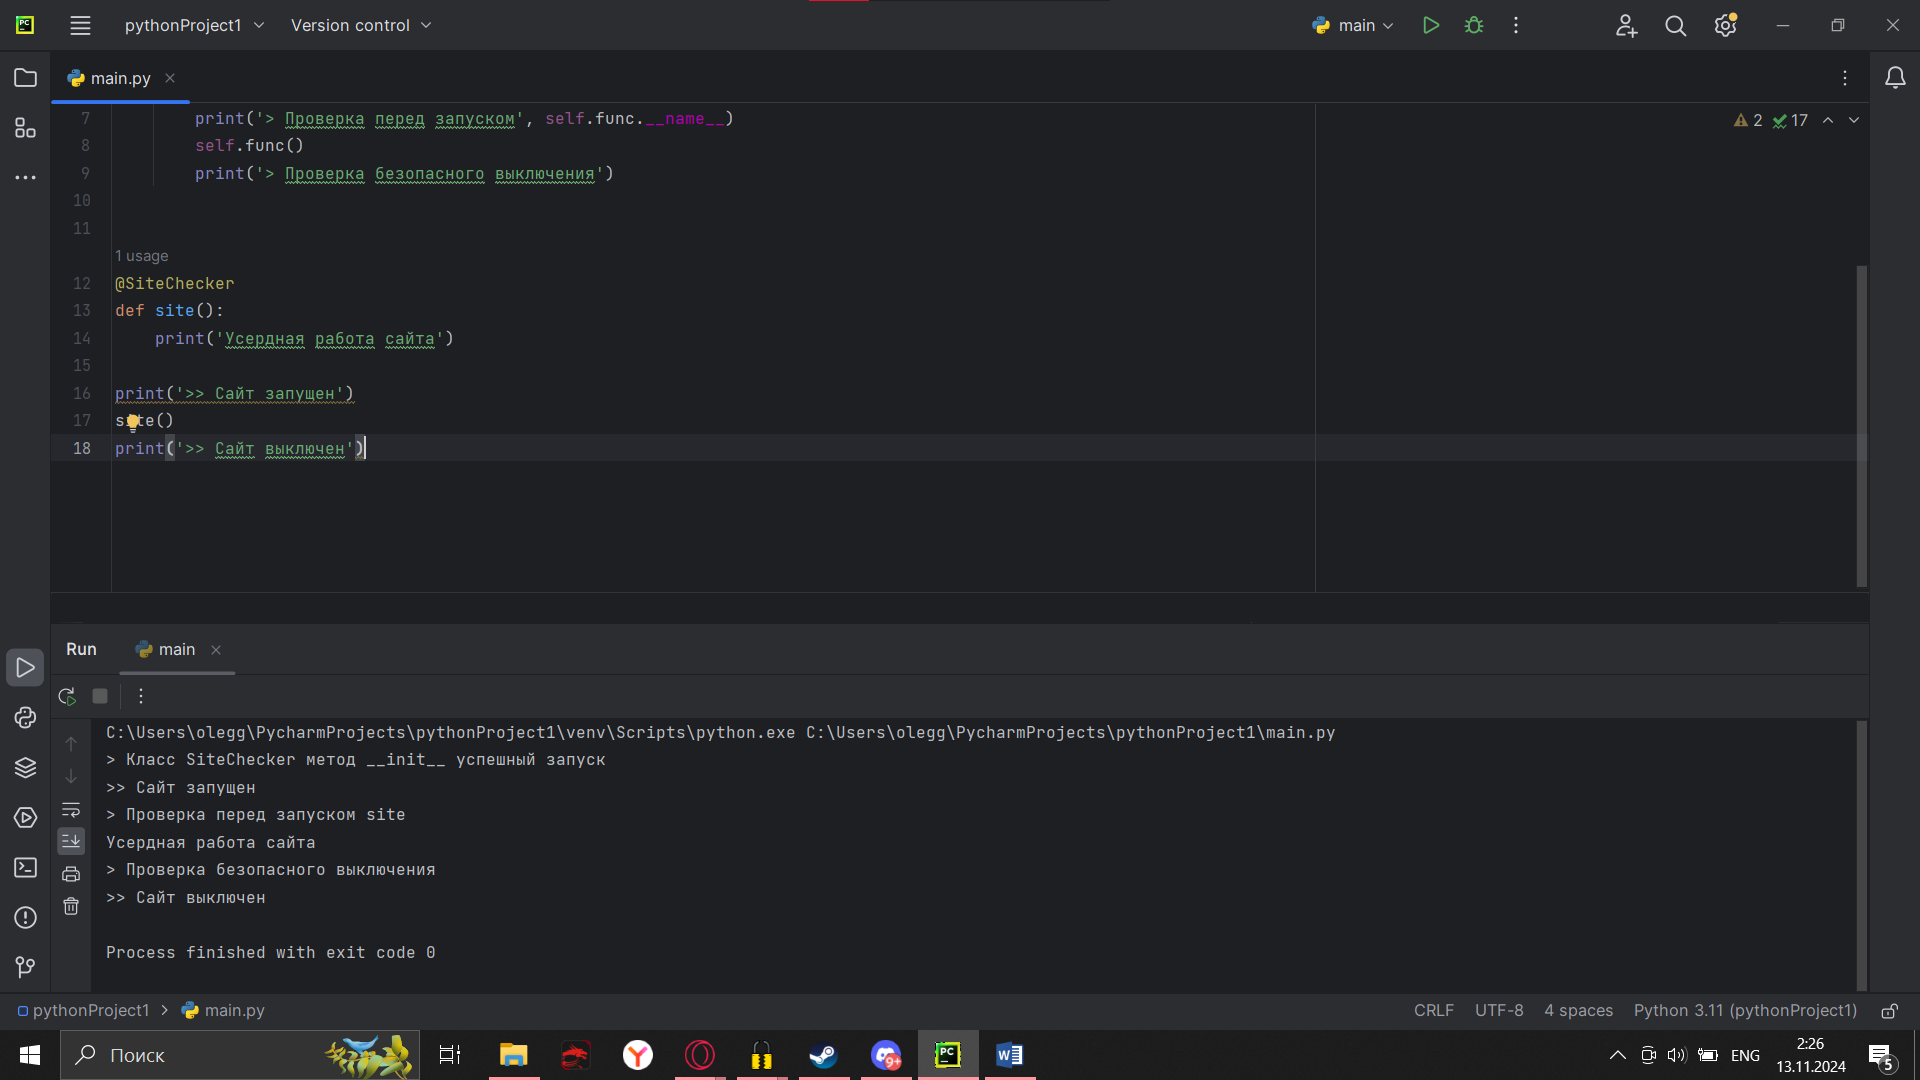 pythonProject1
Version control
main
main.py
2 17
7 print('> Проверка перед запуском', self.func.__name__)
8 self.func()
9 print('> Проверка безопасного выключения')
10
11
1 usage
12 @SiteChecker
13 def site():
14 print('Усердная работа сайта')
15
16 print('>> Сайт запущен')
17 site()
18 print('>> Сайт выключен')
Run
main
C:\Users\olegg\PycharmProjects\pythonProject1\venv\Scripts\python.exe C:\Users\olegg\PycharmProjects\pythonProject1\main.py
> Класс SiteChecker метод __init__ успешный запуск
>> Сайт запущен
> Проверка перед запуском site
Усердная работа сайта
> Проверка безопасного выключения
>> Сайт выключен
Process finished with exit code 0
pythonProject1
main.py
CRLF
UTF-8
4 spaces
Python 3.11 (pythonProject1)
Поиск
9+
PC
W
ENG
2:26
13.11.2024
5